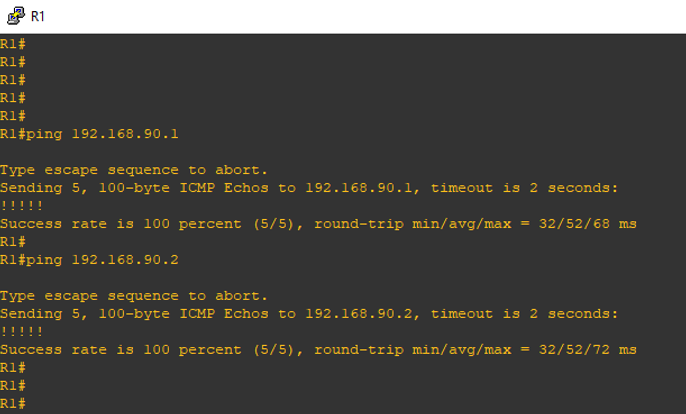 R1
R1#
R1#
R1#
R1#
R1#
R1#ping 192.168.90.1
Type escape sequence to abort.
Sending 5, 100-byte ICMP Echos to 192.168.90.1, timeout is 2 seconds:
!!!!!
Success rate is 100 percent (5/5), round-trip min/avg/max = 32/52/68 ms
R1#
R1#ping 192.168.90.2
Type escape sequence to abort.
Sending 5, 100-byte ICMP Echos to 192.168.90.2, timeout is 2 seconds:
!!!!!
Success rate is 100 percent (5/5), round-trip min/avg/max = 32/52/72 ms
R1#
R1#
R1#